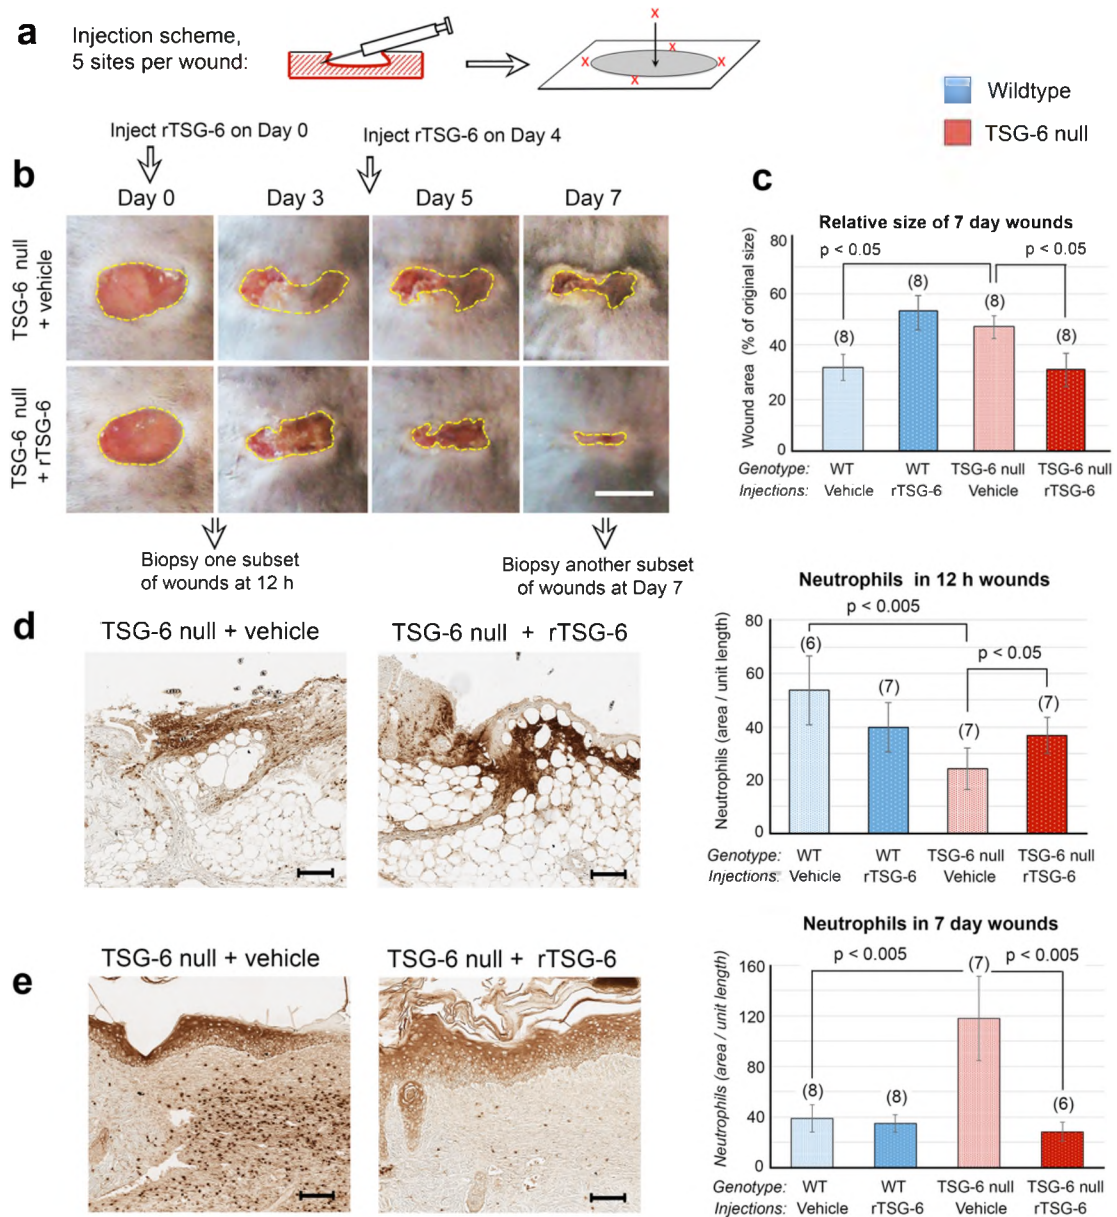 a
Injection scheme,
5 sites per wound:
x
x
x
x
x
Wildtype
TSG-6 null
Inject rTSG-6 on Day 0
Inject rTSG-6 on Day 4
b
Day 0
Day 3
Day 5
Day 7
TSG-6 null
+ vehicle
TSG-6 null
+ rTSG-6
Biopsy one subset
of wounds at 12 h
Biopsy another subset
of wounds at Day 7
c
Relative size of 7 day wounds
p < 0.05
p < 0.05
Wound area (% of original size)
80
60
40
20
0
(8)
(8)
(8)
(8)
Genotype: WT WT TSG-6 null TSG-6 null
Injections: Vehicle rTSG-6 Vehicle rTSG-6
d
TSG-6 null + vehicle
TSG-6 null + rTSG-6
Neutrophils in 12 h wounds
p < 0.005
p < 0.05
Neutrophils (area / unit length)
80
60
40
20
0
(6)
(7)
(7)
(7)
Genotype: WT WT TSG-6 null TSG-6 null
Injections: Vehicle rTSG-6 Vehicle rTSG-6
e
TSG-6 null + vehicle
TSG-6 null + rTSG-6
Neutrophils in 7 day wounds
p < 0.005
p < 0.005
Neutrophils (area / unit length)
160
120
80
40
0
(8)
(8)
(7)
(6)
Genotype: WT WT TSG-6 null TSG-6 null
Injections: Vehicle rTSG-6 Vehicle rTSG-6